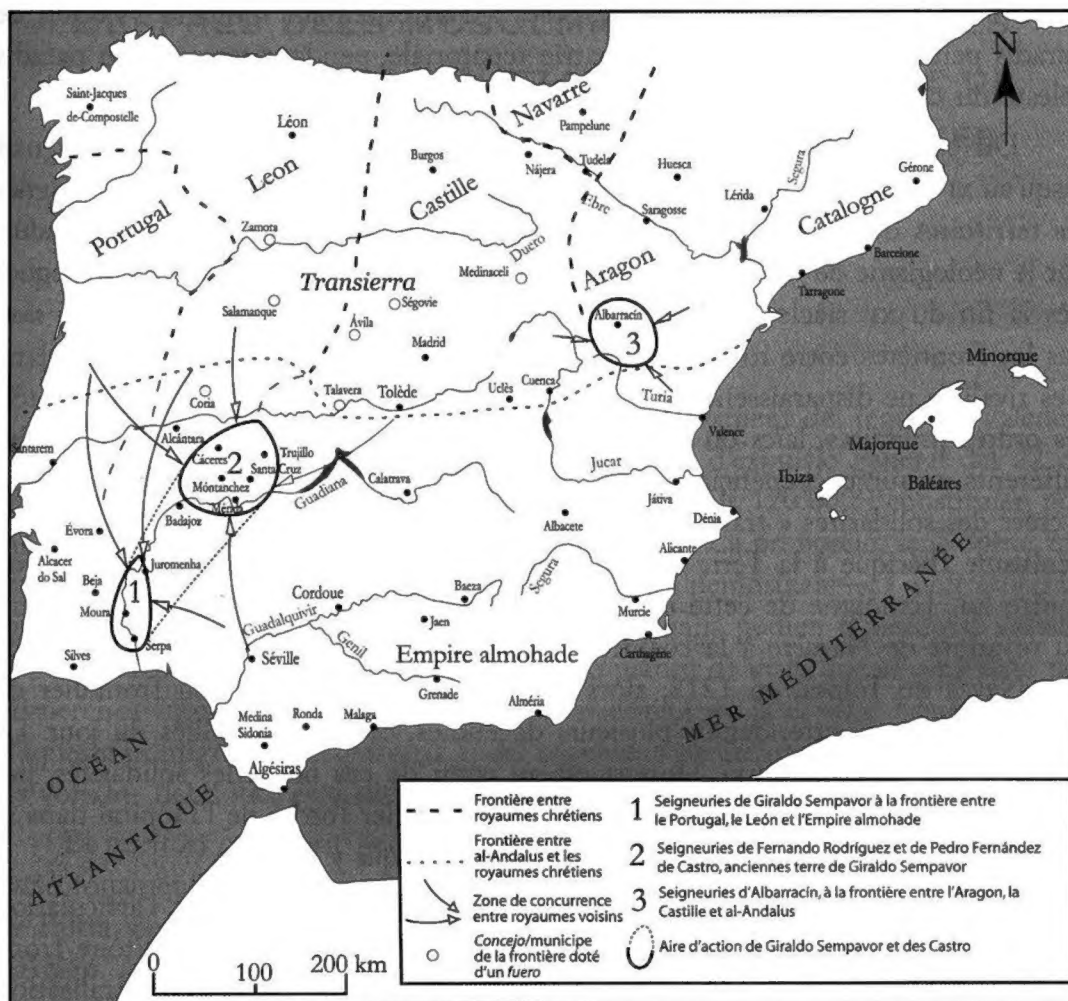 N
Saint-Jacques
de-Compostelle
Léon
Leon
Navarre
Pampelune
Burgos
Nájera
Tudela
Huesca
Segura
Gérone
Lérida
Catalogne
Castille
Èbre
Saragosse
Portugal
Zamora
Duero
Barcelone
Medinaceli
Aragon
Tarragone
Transierra
Salamanque
Ségovie
Albarracín
Ávila
3
Madrid
Minorque
Coria
Talavera
Tolède
Uclès
Cuenca
Turia
Alcántara
Valence
Santarem
Majorque
Cáceres
2
Trujillo
Santa Cruz
Móntanchez
Mérida
Guadiana
Calatrava
Jucar
Ibiza
Baléares
Badajoz
Játiva
Évora
Albacete
Dénia
Alcacer
do Sal
Juromenha
Alicante
Beja
1
Segura
Moura
Cordoue
Baeza
Murcie
Guadalquivir
Jaen
Serpa
Genil
Carthagène
Silves
Séville
Empire almohade
Grenade
MER MÉDITERRANÉE
Medina
Sidonia
Ronda
Malaga
Alméria
Algésiras
OCÉAN
ATLANTIQUE
0 100 200 km
Frontière entre
royaumes chrétiens
Frontière entre
al-Andalus et les
royaumes chrétiens
Zone de concurrence
entre royaumes voisins
Concejo/municipe
de la frontière doté
d'un fuero
1 Seigneuries de Giraldo Sempavor à la frontière entre
le Portugal, le León et l'Empire almohade
2 Seigneuries de Fernando Rodríguez et de Pedro Fernández
de Castro, anciennes terre de Giraldo Sempavor
3 Seigneuries d'Albarracín, à la frontière entre l'Aragon, la
Castille et al-Andalus
Aire d'action de Giraldo Sempavor et des Castro